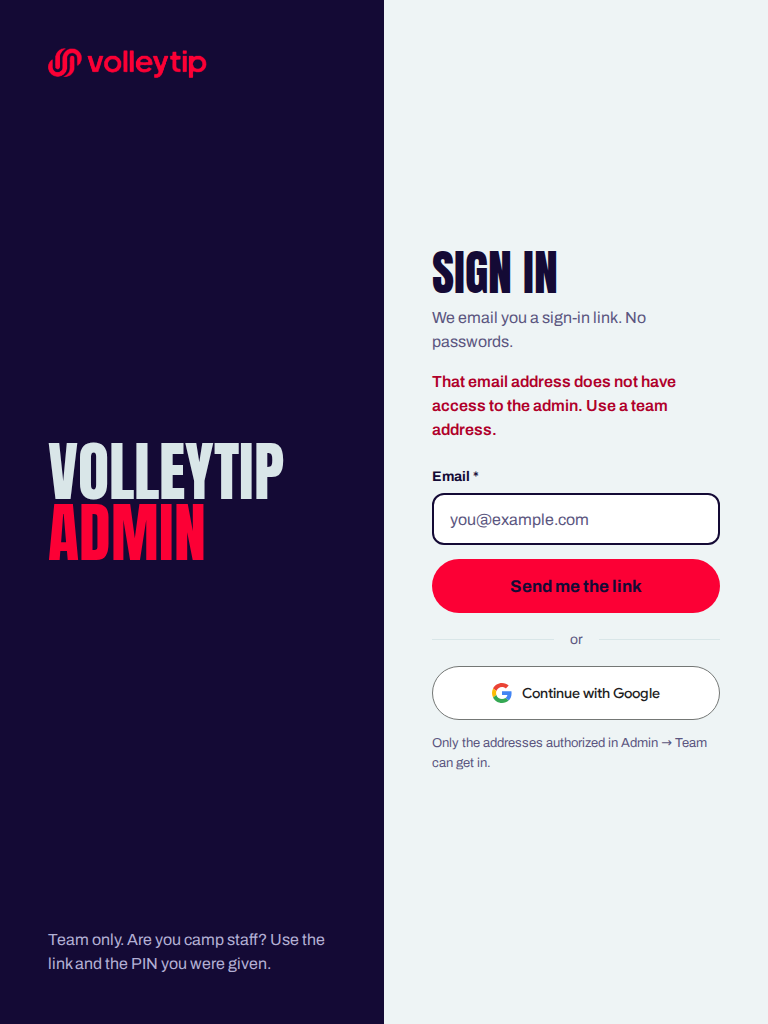 volleytip
VOLLEYTIP
ADMIN
Team only. Are you camp staff? Use the
link and the PIN you were given.
SIGN IN
We email you a sign-in link. No
passwords.
That email address does not have
access to the admin. Use a team
address.
Email *
you@example.com
Send me the link
or
Continue with Google
Only the addresses authorized in Admin → Team
can get in.